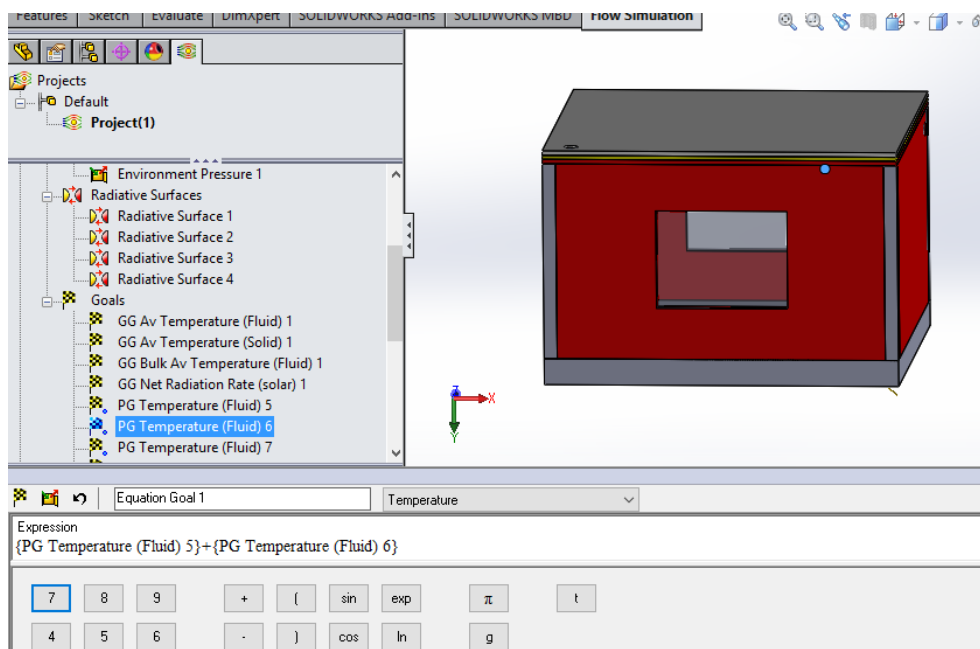 Features Sketch Evaluate DimXpert SOLIDWORKS Add-Ins SOLIDWORKS MBD Flow Simulation
Projects
Default
Project(1)
Environment Pressure 1
Radiative Surfaces
Radiative Surface 1
Radiative Surface 2
Radiative Surface 3
Radiative Surface 4
Goals
GG Av Temperature (Fluid) 1
GG Av Temperature (Solid) 1
GG Bulk Av Temperature (Fluid) 1
GG Net Radiation Rate (solar) 1
PG Temperature (Fluid) 5
PG Temperature (Fluid) 6
PG Temperature (Fluid) 7
Z
X
Y
Equation Goal 1 Temperature
Expression
{PG Temperature (Fluid) 5}+{PG Temperature (Fluid) 6}
7 8 9 + ( sin exp π t
4 5 6 - ) cos ln g